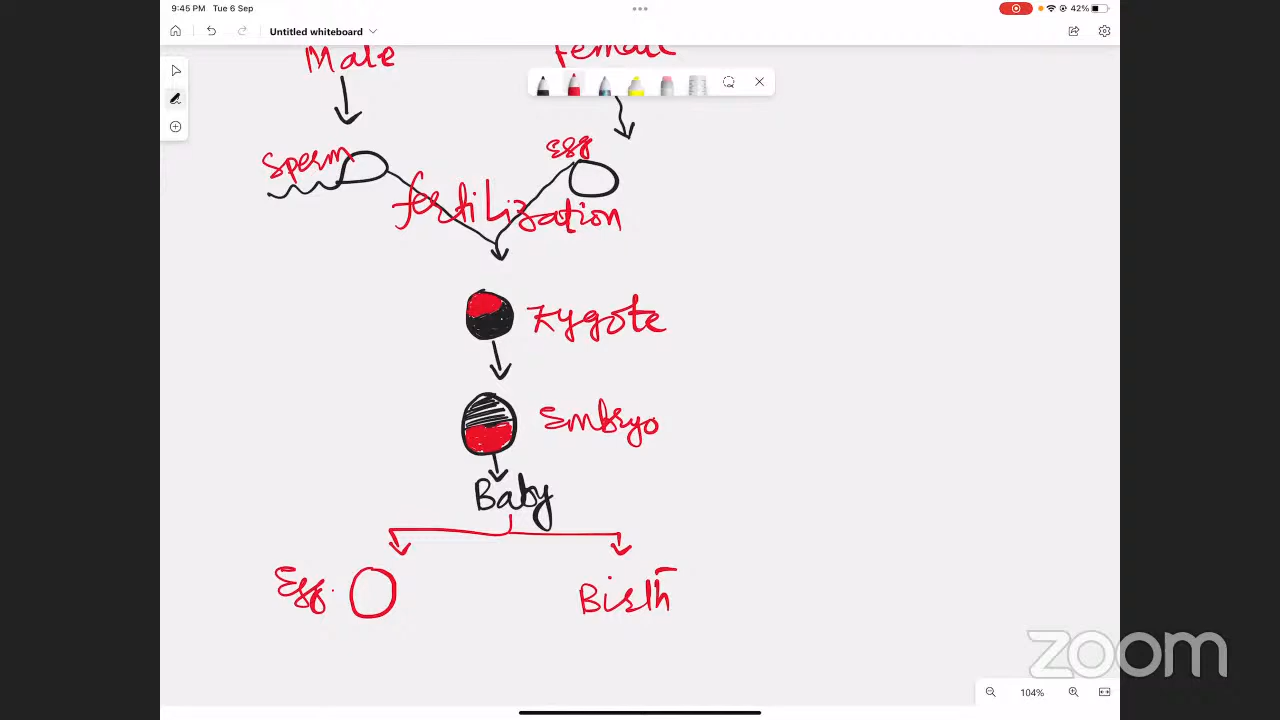 9:45 PM Tue 6 Sep
42%
Untitled whiteboard
Male
female
Sperm
egg
fertilization
Zygote
Embryo
Baby
Egg.
Birth
zoom
104%